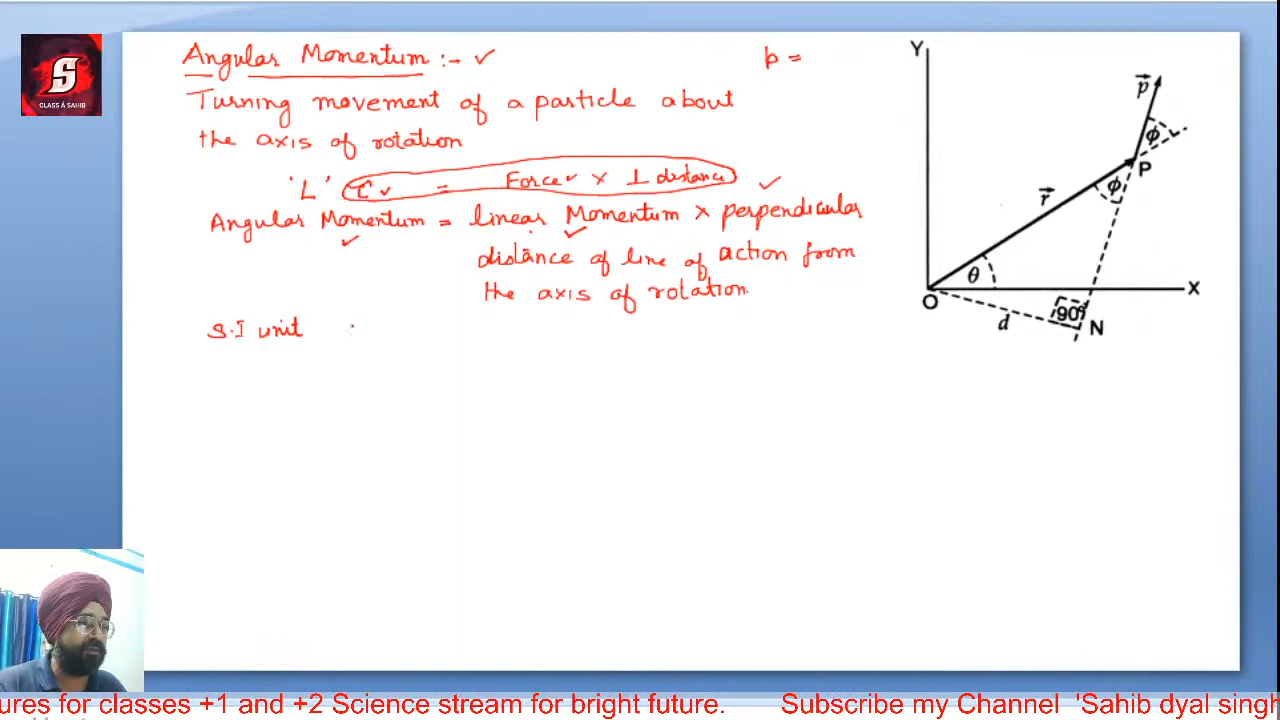 S
CLASS A SAHIB
Angular Momentum :- ✓
p =
Turning movement of a particle about
the axis of rotation
'L' τ ✓ = Force ✓ × ⊥ distance
Angular Momentum = linear Momentum × perpendicular
distance of line of action from
the axis of rotation
S.I unit
Y
p
ϕ
P
ϕ
r
θ
X
O
90°
d
N
ures for classes +1 and +2 Science stream for bright future. Subscribe my Channel 'Sahib dyal singh